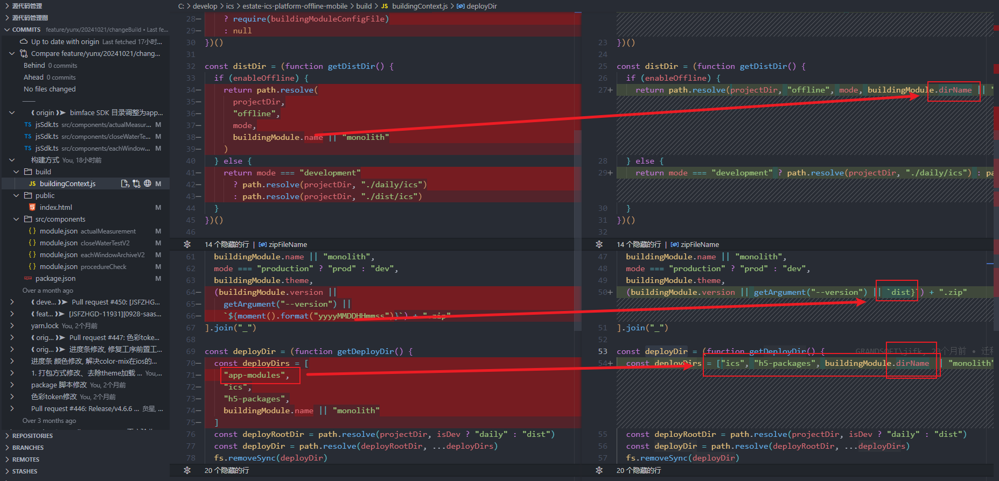 源代码管理
源代码管理图
COMMITS feature/yunx/20241021/changeBuild • Last fe...
Up to date with origin Last fetched 17小时...
Compare feature/yunx/20241021/chang...
Behind 0 commits
Ahead 0 commits
No files changed
origin bimface SDK 目录调整为app...
TS jsSdk.ts src/components/actualMeasur... M
TS jsSdk.ts src/components/closeWaterTe... M
TS jsSdk.ts src/components/eachWindow... M
构建方式 You, 18小时前
build
JS buildingContext.js M
public
index.html M
src/components
{} module.json actualMeasurement M
{} module.json closeWaterTestV2 M
{} module.json eachWindowArchiveV2 M
{} module.json procedureCheck M
package.json M
Over a month ago
deve... Pull request #450: [JSFZHG...
feat... [JSFZHGD-11931][0928-saas...
yarn.lock You, 2个月前
orig... Pull request #447: 色彩toke...
orig... 进度条修改, 修复工序前置工...
进度条 颜色修改, 解决color-mix在ios的...
1. 打包方式修改、去除theme加载 ... You,...
package 脚本修改 You, 2个月前
色彩token修改 You, 2个月前
Pull request #446: Release/v4.6.6 ... 贠星, ...
Over 3 months ago
REPOSITORIES
BRANCHES
REMOTES
STASHES
C: > develop > ics > estate-ics-platform-offline-mobile > build > JS buildingContext.js > deployDir
28— ? require(buildingModuleConfigFile)
29— : null
30 })()
31
32 const distDir = (function getDistDir() {
33 if (enableOffline) {
34— return path.resolve(
35— projectDir,
36— "offline",
37— mode,
38— buildingModule.name || "monolith"
39— )
40 } else {
41— return mode === "development"
42— ? path.resolve(projectDir, "./daily/ics")
43— : path.resolve(projectDir, "./dist/ics")
44 }
45 })()
46
14 个隐藏的行 | zipFileName
61 buildingModule.name || "monolith",
62 mode === "production" ? "prod" : "dev",
63 buildingModule.theme,
64— (buildingModule.version ||
65— getArgument("--version") ||
66— `${moment().format("yyyyMMDDHHmmss")}`) + ".zip"
67 ].join("_")
68
69 const deployDir = (function getDeployDir() {
70— const deployDirs = [
71— "app-modules",
72— "ics",
73— "h5-packages",
74— buildingModule.name || "monolith"
75— ]
76 const deployRootDir = path.resolve(projectDir, isDev ? "daily" : "dist")
77 const deployDir = path.resolve(deployRootDir, ...deployDirs)
78 fs.removeSync(deployDir)
20 个隐藏的行
23 })()
24
25 const distDir = (function getDistDir() {
26 if (enableOffline) {
27+ return path.resolve(projectDir, "offline", mode, buildingModule.dirName || "
28 } else {
29+ return mode === "development" ? path.resolve(projectDir, "./daily/ics") : pa
30 }
31 })()
32
14 个隐藏的行 | zipFileName
47 buildingModule.name || "monolith",
48 mode === "production" ? "prod" : "dev",
49 buildingModule.theme,
50+ (buildingModule.version || getArgument("--version") || `dist}`) + ".zip"
51 ].join("_")
52
53 const deployDir = (function getDeployDir() { GRANDSOFT\jifk, 23个月前 • 迁移
54+ const deployDirs = ["ics", "h5-packages", buildingModule.dirName || "monolith"
55 const deployRootDir = path.resolve(projectDir, isDev ? "daily" : "dist")
56 const deployDir = path.resolve(deployRootDir, ...deployDirs)
57 fs.removeSync(deployDir)
20 个隐藏的行